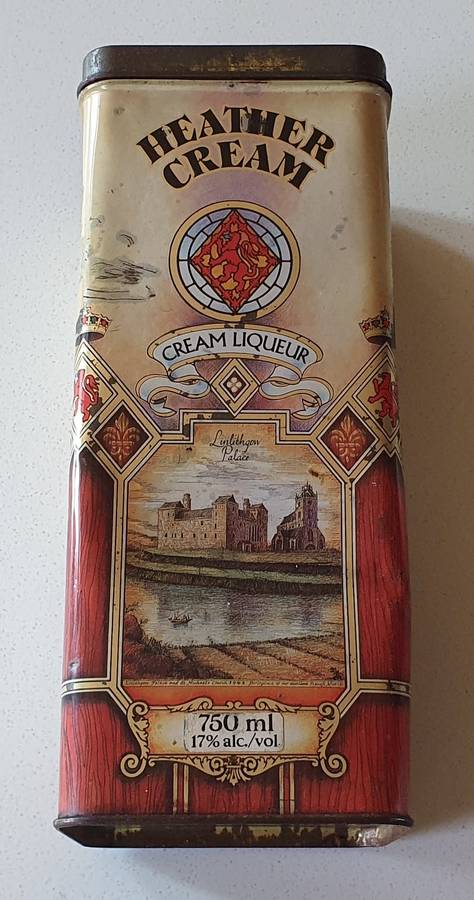 HEATHER
CREAM
CREAM LIQUEUR
Linlithgow
Palace
750 ml
17% alc./vol